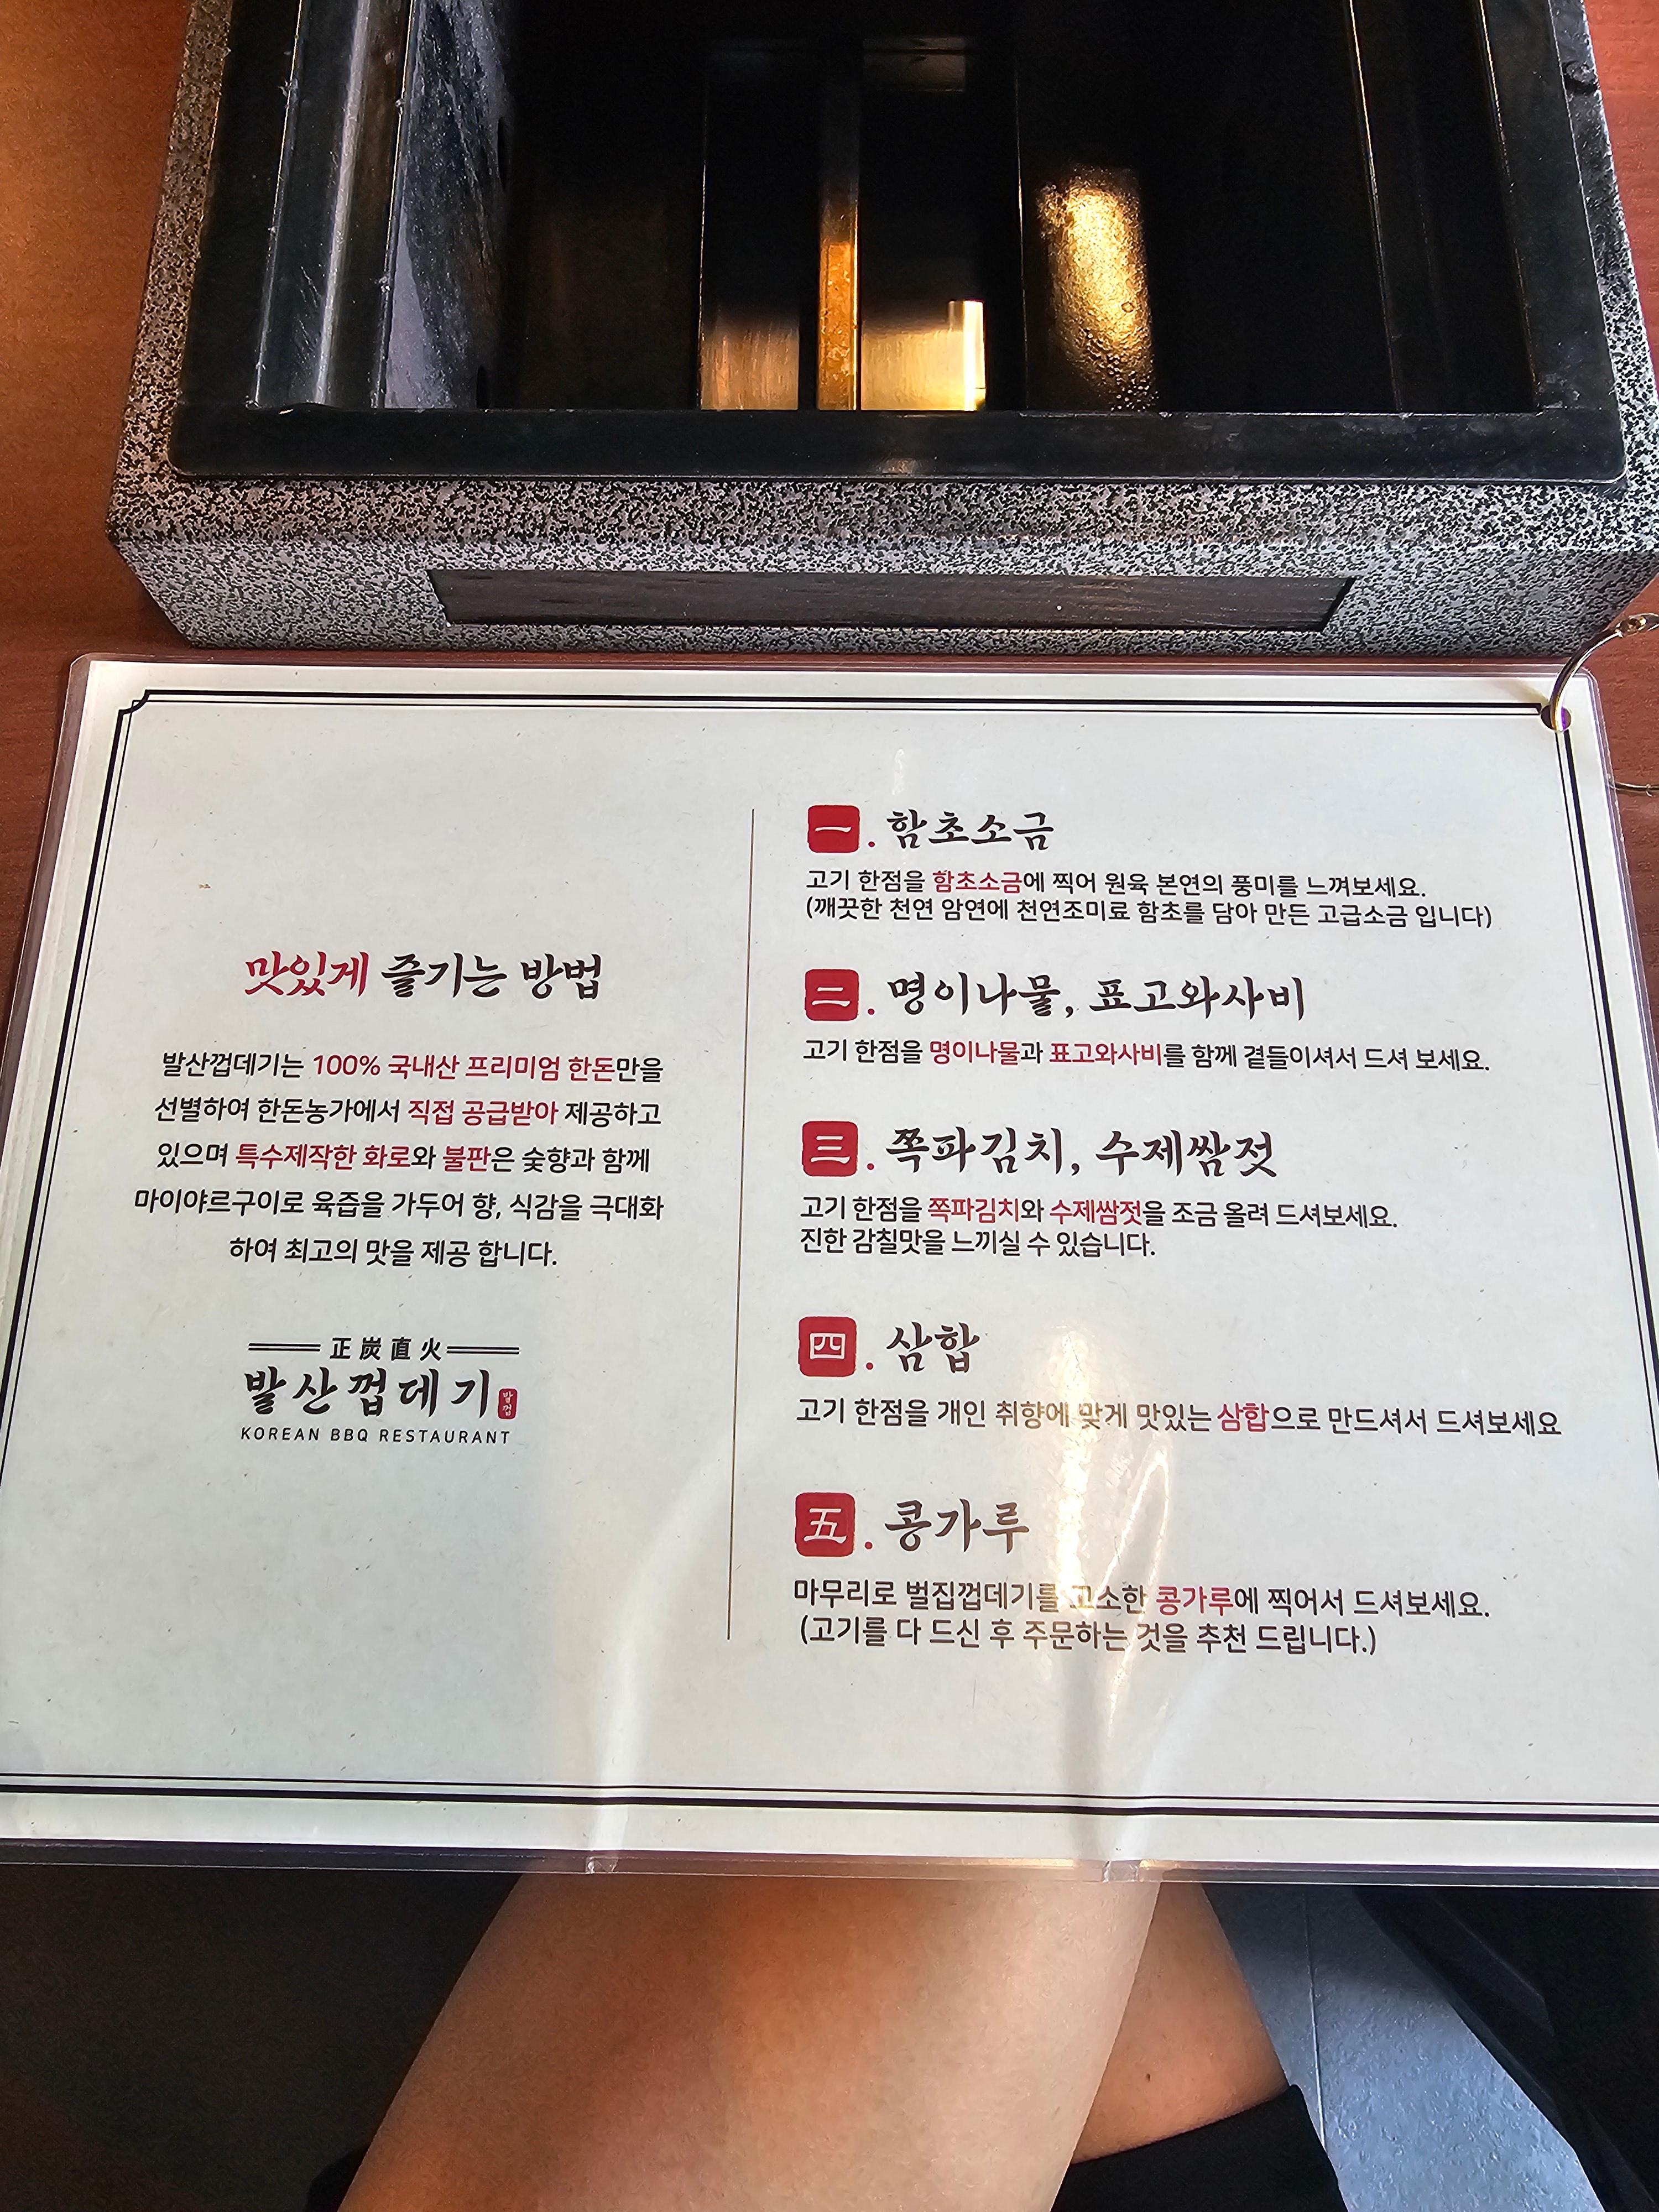 맛있게 즐기는 방법
발산껍데기는 100% 국내산 프리미엄 한돈만을
선별하여 한돈농가에서 직접 공급받아 제공하고
있으며 특수제작한 화로와 불판은 숯향과 함께
마이야르구이로 육즙을 가두어 향, 식감을 극대화
하여 최고의 맛을 제공 합니다.
正炭直火
발산껍데기 발껍
KOREAN BBQ RESTAURANT
一. 함초소금
고기 한점을 함초소금에 찍어 원육 본연의 풍미를 느껴보세요.
(깨끗한 천연 암연에 천연조미료 함초를 담아 만든 고급소금 입니다)
二. 명이나물, 표고와사비
고기 한점을 명이나물과 표고와사비를 함께 곁들이셔서 드셔 보세요.
三. 쪽파김치, 수제쌈젓
고기 한점을 쪽파김치와 수제쌈젓을 조금 올려 드셔보세요.
진한 감칠맛을 느끼실 수 있습니다.
四. 삼합
고기 한점을 개인 취향에 맞게 맛있는 삼합으로 만드셔서 드셔보세요
五. 콩가루
마무리로 벌집껍데기를 고소한 콩가루에 찍어서 드셔보세요.
(고기를 다 드신 후 주문하는 것을 추천 드립니다.)